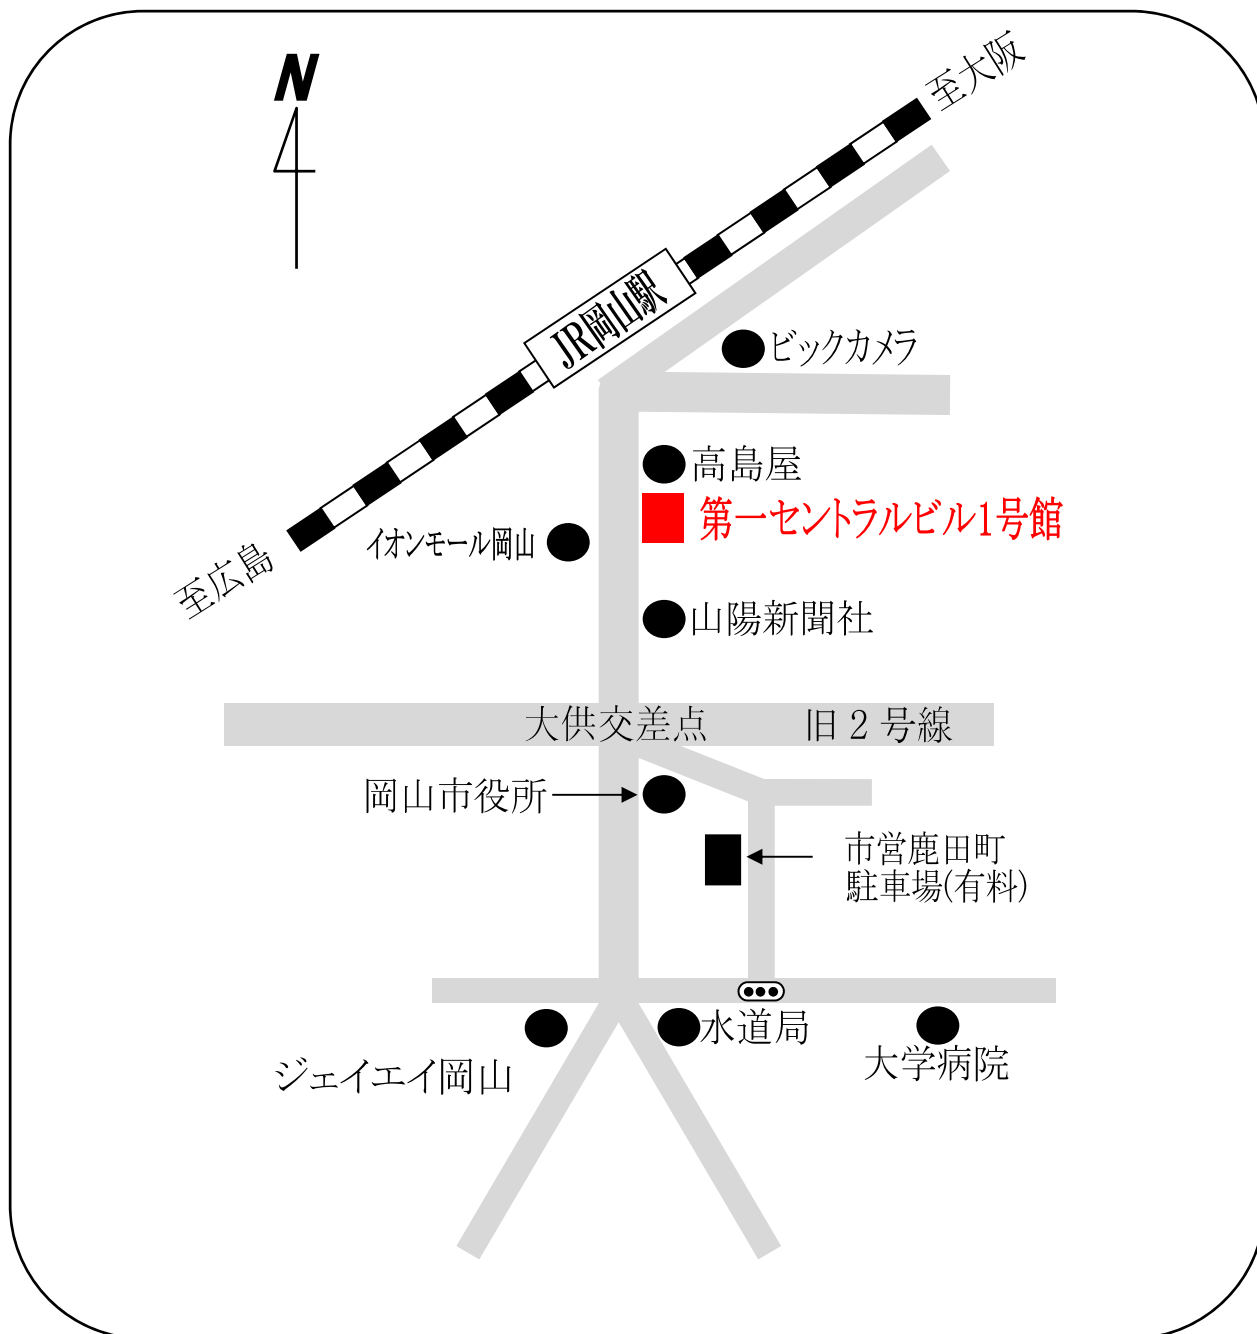 N
至大阪
JR岡山駅
ビックカメラ
高島屋
第一セントラルビル1号館
イオンモール岡山
至広島
山陽新聞社
大供交差点 旧２号線
岡山市役所
市営鹿田町
駐車場(有料)
水道局
大学病院
ジェイエイ岡山